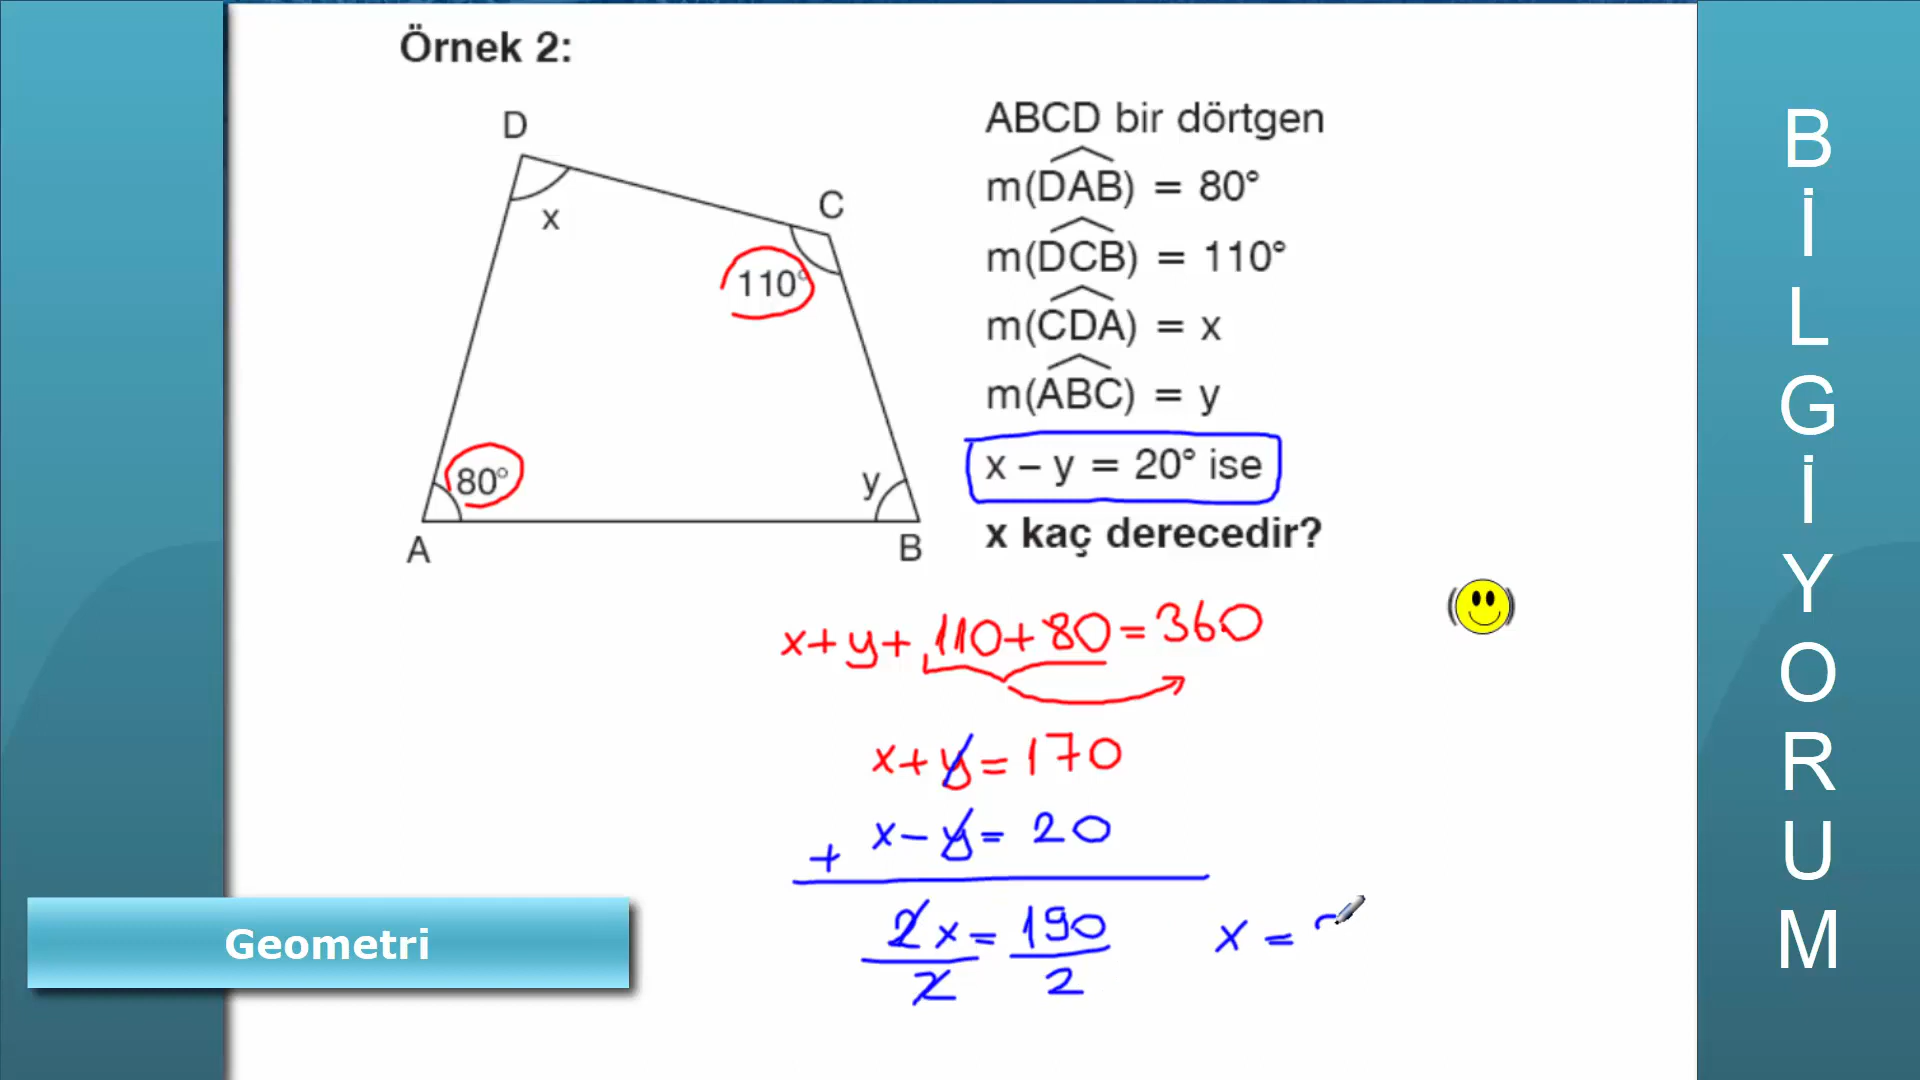 Örnek 2:
D
x
C
110°
80°
y
A
B
ABCD bir dörtgen
m(DAB) = 80°
m(DCB) = 110°
m(CDA) = x
m(ABC) = y
x – y = 20° ise
x kaç derecedir?
x+y+110+80=360
x+y=170
x-y=20
+
2x=190
2 2
x=
Geometri
BİLGİYORUM